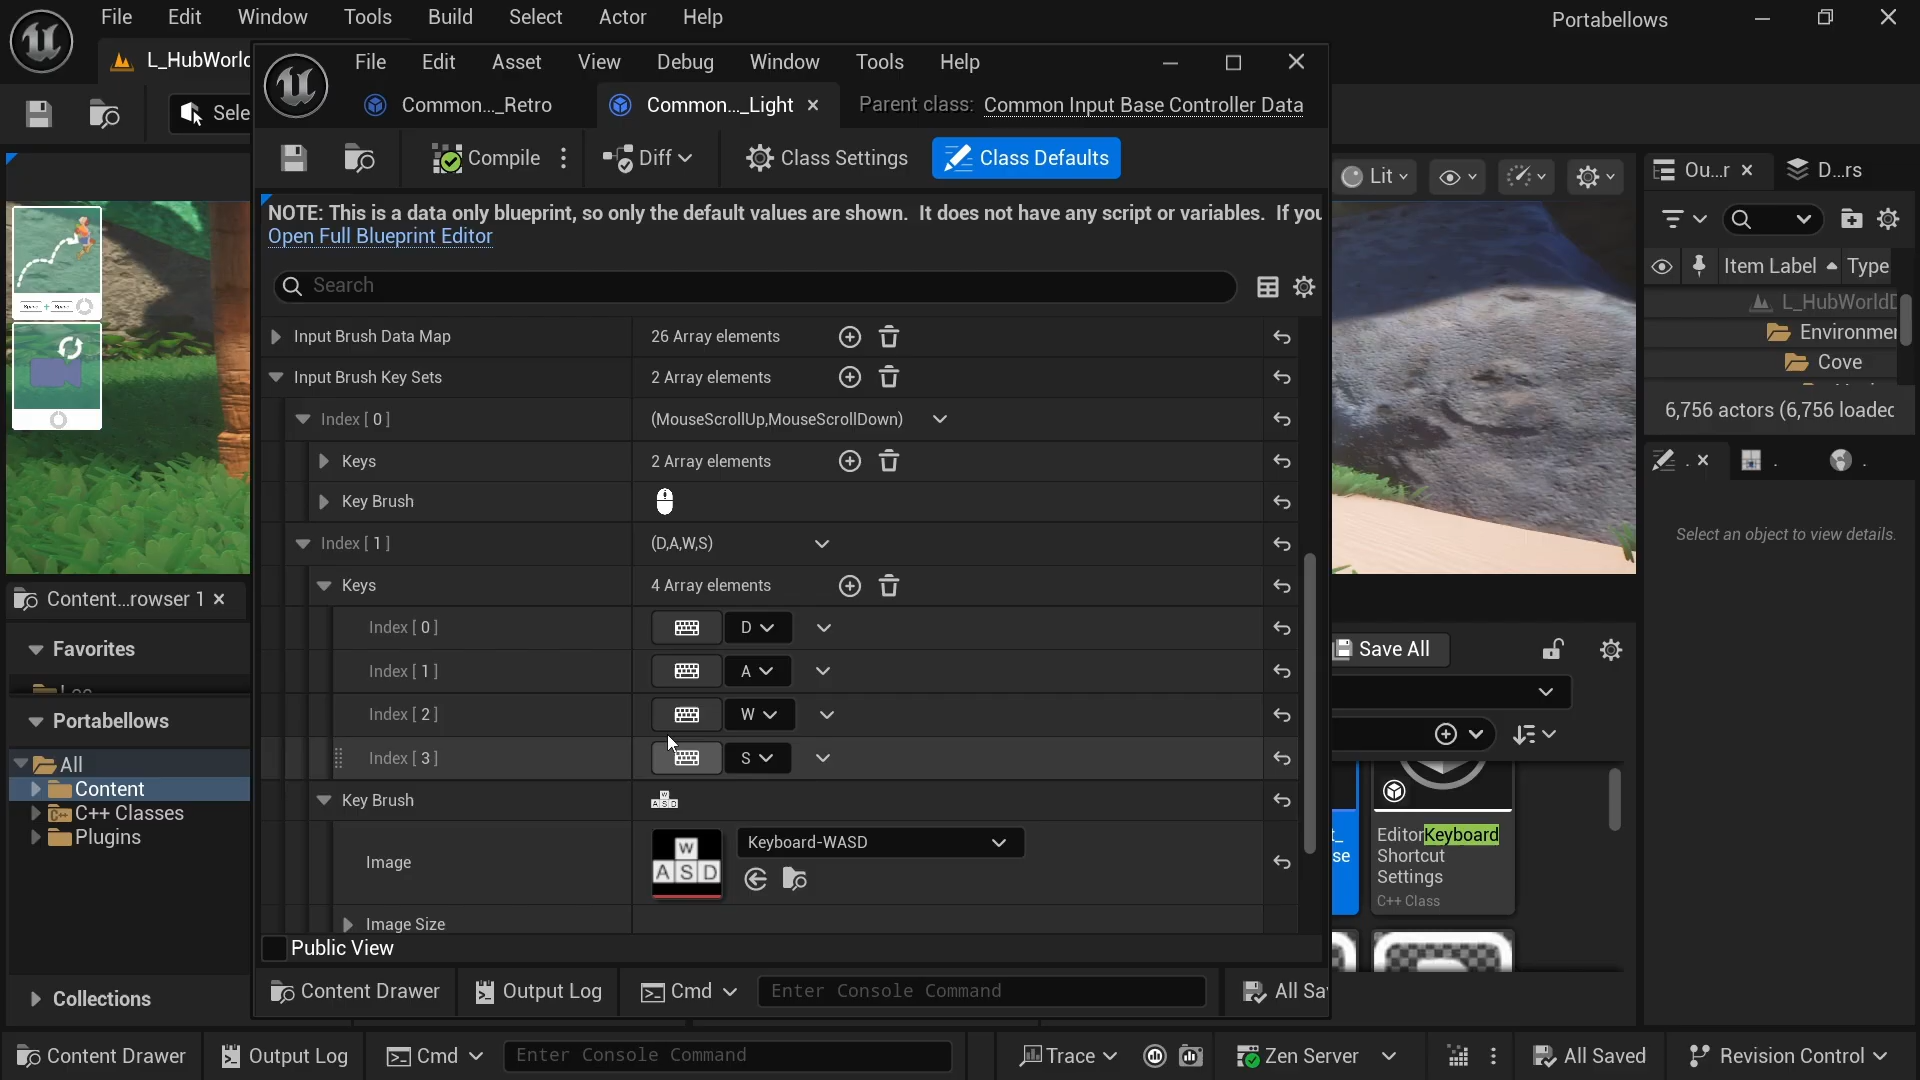 File Edit Window Tools Build Select Actor Help
Portabellows
L_HubWorl
File Edit Asset View Debug Window Tools Help
Common..._Retro
Common..._Light
Parent class: Common Input Base Controller Data
Sele
Compile
Diff
Class Settings
Class Defaults
Lit
Ou...r
D...rs
NOTE: This is a data only blueprint, so only the default values are shown. It does not have any script or variables. If you
Open Full Blueprint Editor
Search
Item Label
Type
L_HubWorldD
Environmen
Cove
6,756 actors (6,756 loaded
Select an object to view details.
Input Brush Data Map
26 Array elements
Input Brush Key Sets
2 Array elements
Index [ 0 ]
(MouseScrollUp,MouseScrollDown)
Keys
2 Array elements
Key Brush
Index [ 1 ]
(D,A,W,S)
Keys
4 Array elements
Index [ 0 ]
D
Index [ 1 ]
A
Index [ 2 ]
W
Index [ 3 ]
S
Key Brush
W
A S D
Image
W
A S D
Keyboard-WASD
Image Size
Public View
Content Drawer
Output Log
Cmd
Enter Console Command
All Sa
Space + Space
Content...rowser 1
Favorites
Portabellows
All
Content
C++ Classes
Plugins
Collections
Save All
t_
se
EditorKeyboard
Shortcut
Settings
C++ Class
Content Drawer
Output Log
Cmd
Enter Console Command
Trace
Zen Server
All Saved
Revision Control